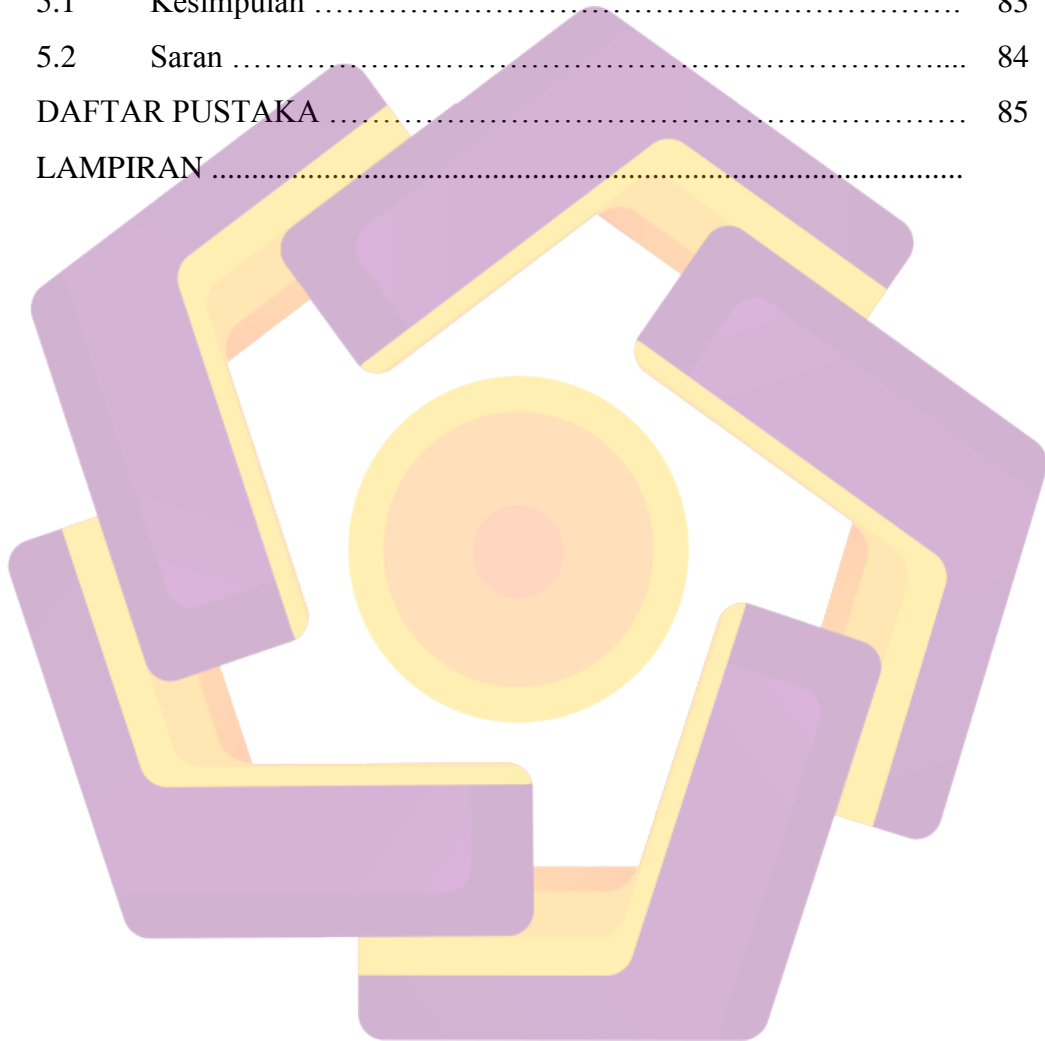 5.1 Kesimpulan ………………………………………………………. 83
5.2 Saran ………………………………………………………….... 84
DAFTAR PUSTAKA …………………………………………………… 85
LAMPIRAN ...............................................................................................